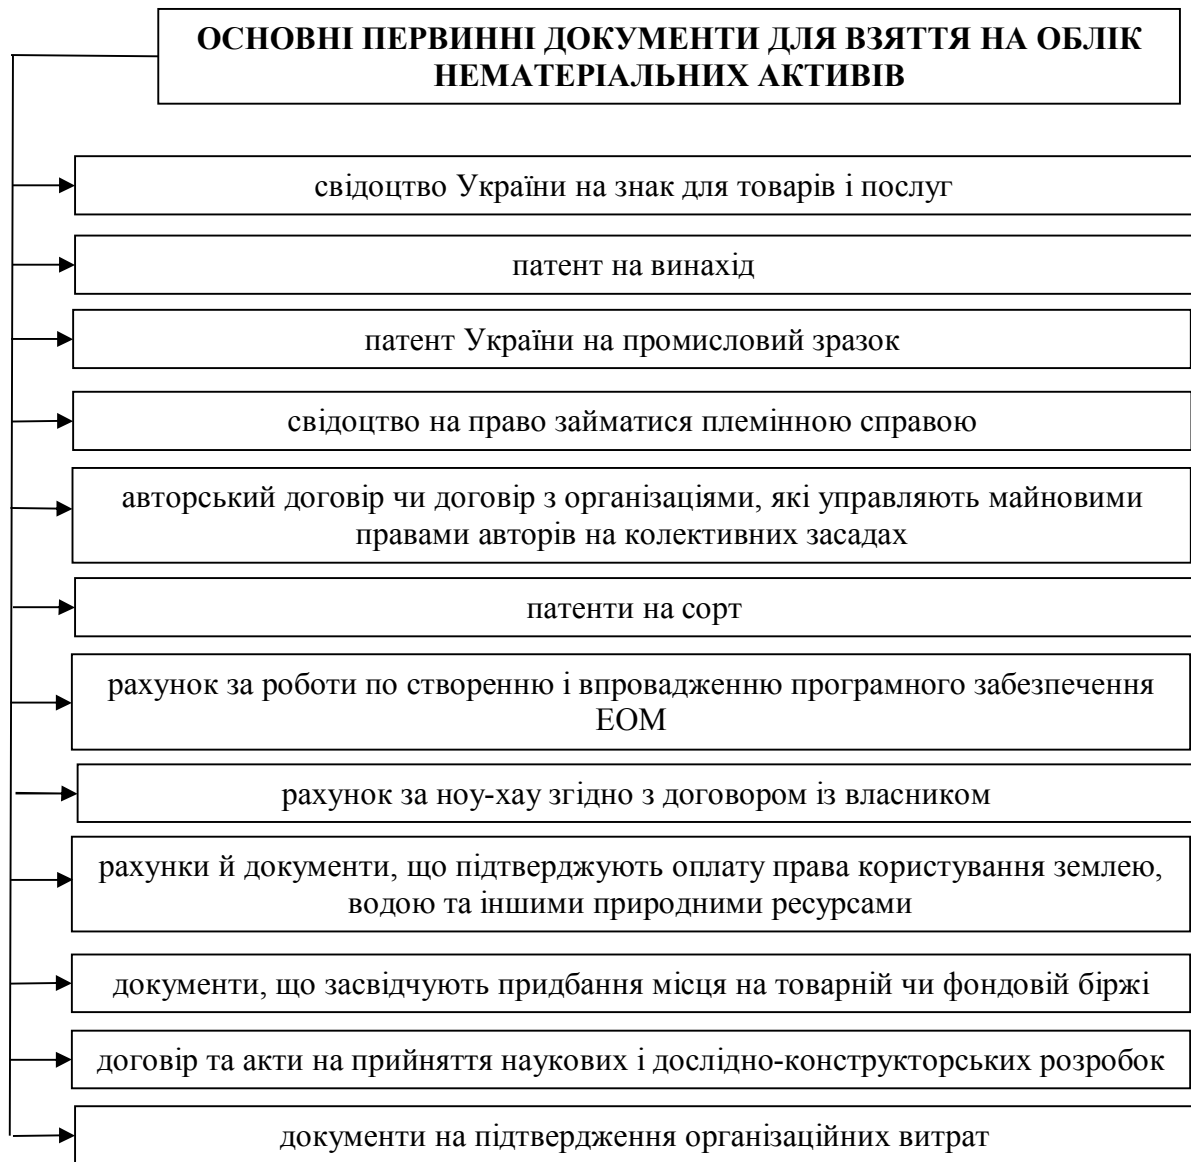 ОСНОВНІ ПЕРВИННІ ДОКУМЕНТИ ДЛЯ ВЗЯТТЯ НА ОБЛІК
НЕМАТЕРІАЛЬНИХ АКТИВІВ
свідоцтво України на знак для товарів і послуг
патент на винахід
патент України на промисловий зразок
свідоцтво на право займатися племінною справою
авторський договір чи договір з організаціями, які управляють майновими
правами авторів на колективних засадах
патенти на сорт
рахунок за роботи по створенню і впровадженню програмного забезпечення
ЕОМ
рахунок за ноу-хау згідно з договором із власником
рахунки й документи, що підтверджують оплату права користування землею,
водою та іншими природними ресурсами
документи, що засвідчують придбання місця на товарній чи фондовій біржі
договір та акти на прийняття наукових і дослідно-конструкторських розробок
документи на підтвердження організаційних витрат